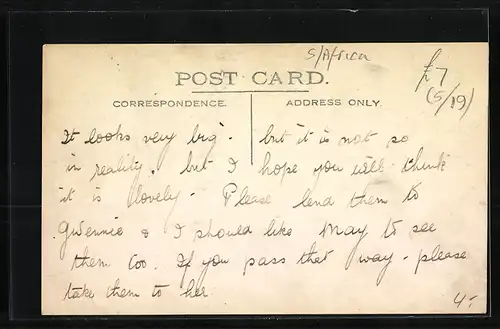 S/Africa
£7
(5/19)
POST CARD.
CORRESPONDENCE.
ADDRESS ONLY.
It looks very big - but it is not so
in reality. but I hope you will think
it is lovely - Please lend them to
Gwennie & I should like May to see
them too. If you pass that way - please
take them to her
4.-